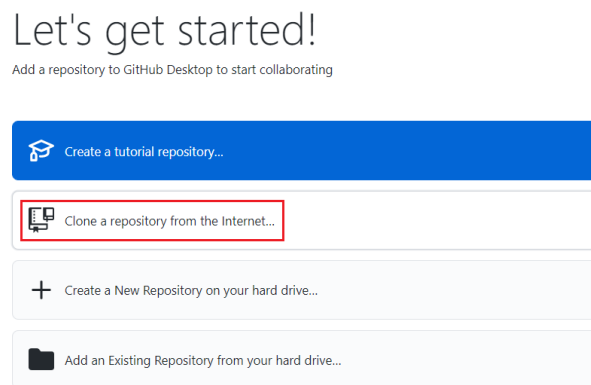 Let's get started!
Add a repository to GitHub Desktop to start collaborating
Create a tutorial repository...
Clone a repository from the Internet...
Create a New Repository on your hard drive...
Add an Existing Repository from your hard drive...